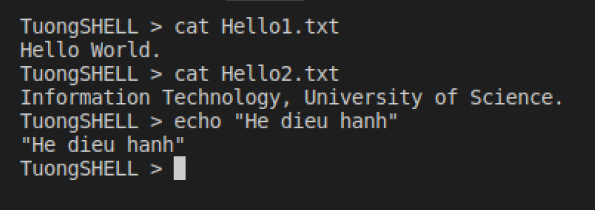 TuongSHELL > cat Hello1.txt
Hello World.
TuongSHELL > cat Hello2.txt
Information Technology, University of Science.
TuongSHELL > echo "He dieu hanh"
"He dieu hanh"
TuongSHELL >